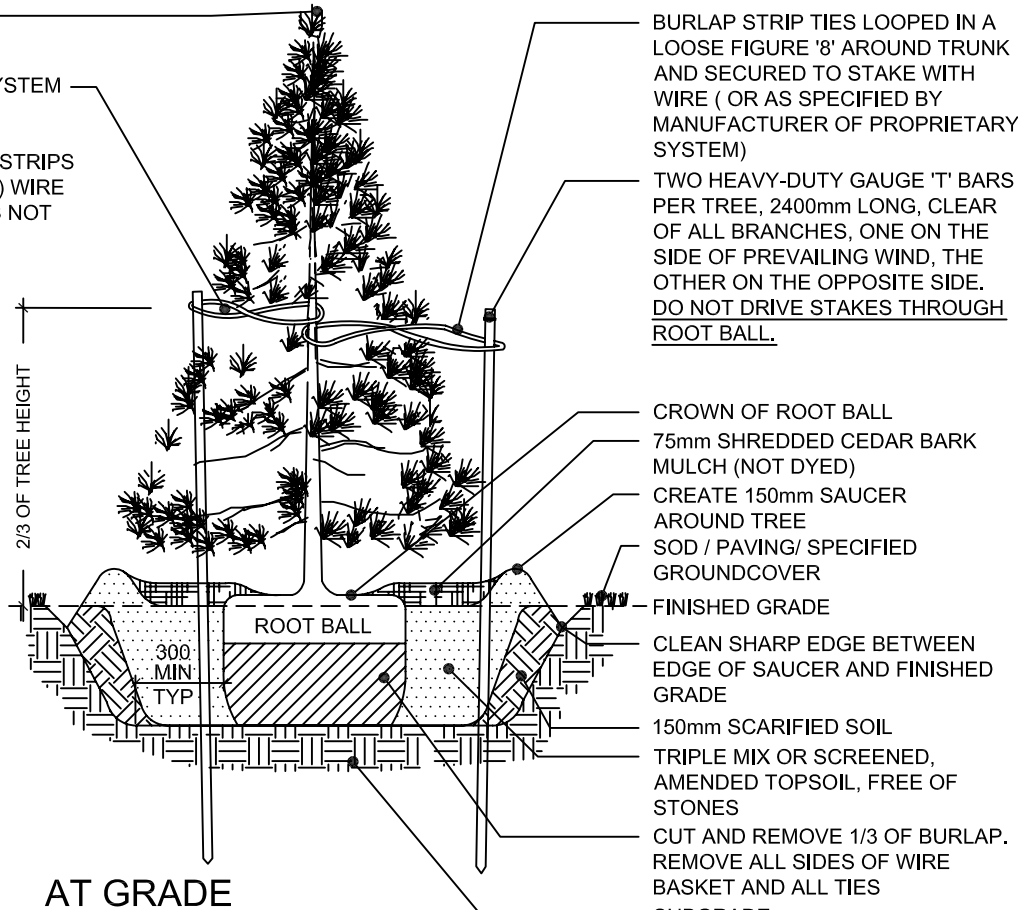 YSTEM
STRIPS
) WIRE
NOT
2/3 OF TREE HEIGHT
BURLAP STRIP TIES LOOPED IN A
LOOSE FIGURE '8' AROUND TRUNK
AND SECURED TO STAKE WITH
WIRE ( OR AS SPECIFIED BY
MANUFACTURER OF PROPRIETARY
SYSTEM)
TWO HEAVY-DUTY GAUGE 'T' BARS
PER TREE, 2400mm LONG, CLEAR
OF ALL BRANCHES, ONE ON THE
SIDE OF PREVAILING WIND, THE
OTHER ON THE OPPOSITE SIDE.
DO NOT DRIVE STAKES THROUGH
ROOT BALL.
CROWN OF ROOT BALL
75mm SHREDDED CEDAR BARK
MULCH (NOT DYED)
CREATE 150mm SAUCER
AROUND TREE
SOD / PAVING/ SPECIFIED
GROUNDCOVER
FINISHED GRADE
CLEAN SHARP EDGE BETWEEN
EDGE OF SAUCER AND FINISHED
GRADE
150mm SCARIFIED SOIL
TRIPLE MIX OR SCREENED,
AMENDED TOPSOIL, FREE OF
STONES
CUT AND REMOVE 1/3 OF BURLAP.
REMOVE ALL SIDES OF WIRE
BASKET AND ALL TIES
SUBGRADE
ROOT BALL
300
MIN
TYP
AT GRADE